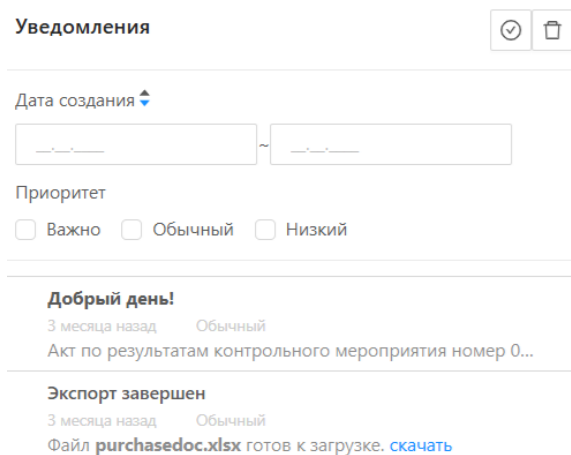 Уведомления
Дата создания
__.__.____ ~ __.__.____
Приоритет
Важно Обычный Низкий
Добрый день!
3 месяца назад Обычный
Акт по результатам контрольного мероприятия номер 0...
Экспорт завершен
3 месяца назад Обычный
Файл purchasedoc.xlsx готов к загрузке. скачать